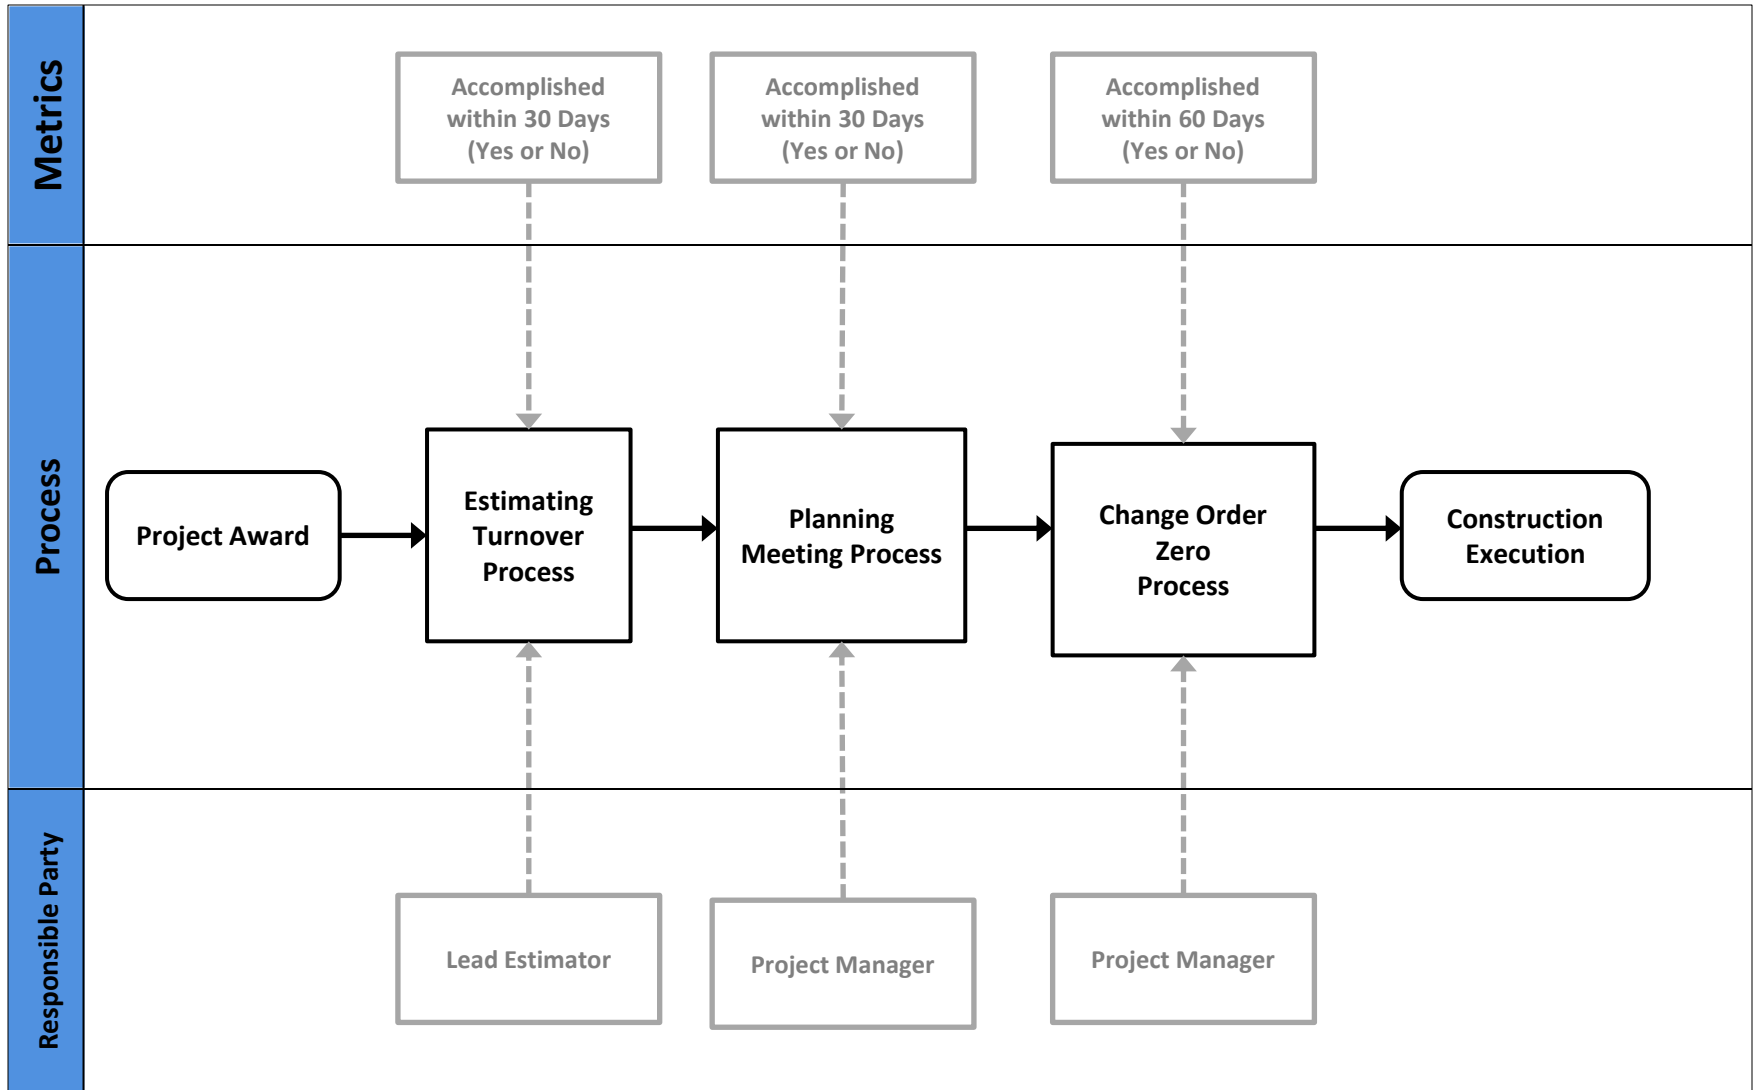 Metrics
Accomplished
within 30 Days
(Yes or No)
Accomplished
within 30 Days
(Yes or No)
Accomplished
within 60 Days
(Yes or No)
Process
Project Award
Estimating
Turnover
Process
Planning
Meeting Process
Change Order
Zero
Process
Construction
Execution
Responsible Party
Lead Estimator
Project Manager
Project Manager